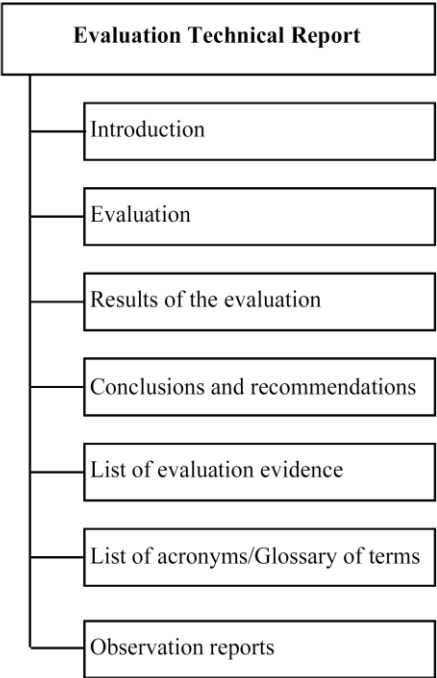 Evaluation Technical Report
Introduction
Evaluation
Results of the evaluation
Conclusions and recommendations
List of evaluation evidence
List of acronyms/Glossary of terms
Observation reports